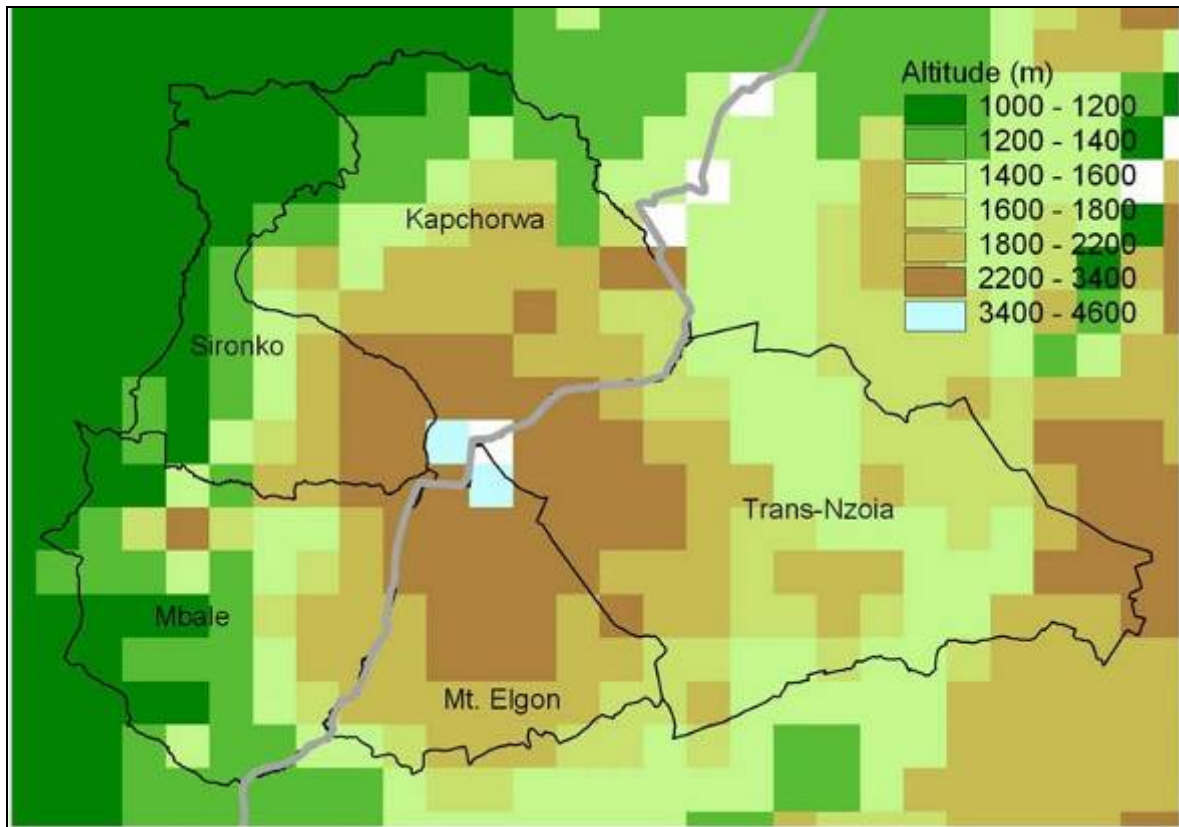 Altitude (m)
1000 - 1200
1200 - 1400
1400 - 1600
1600 - 1800
1800 - 2200
2200 - 3400
3400 - 4600
Kapchorwa
Sironko
Trans-Nzoia
Mbale
Mt. Elgon